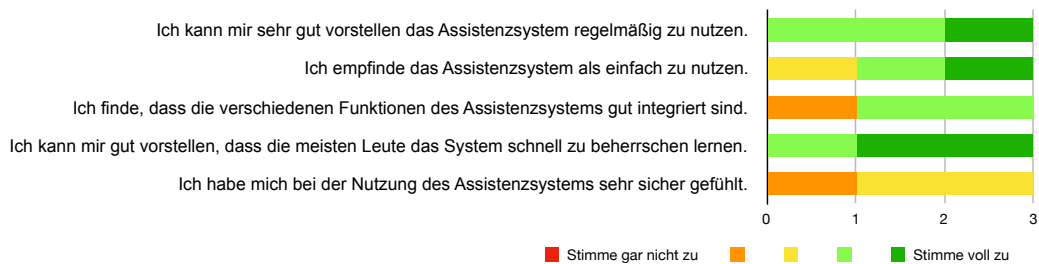 Ich kann mir sehr gut vorstellen das Assistenzsystem regelmäßig zu nutzen.
Ich empfinde das Assistenzsystem als einfach zu nutzen.
Ich finde, dass die verschiedenen Funktionen des Assistenzsystems gut integriert sind.
Ich kann mir gut vorstellen, dass die meisten Leute das System schnell zu beherrschen lernen.
Ich habe mich bei der Nutzung des Assistenzsystems sehr sicher gefühlt.
0 1 2 3
Stimme gar nicht zu Stimme voll zu